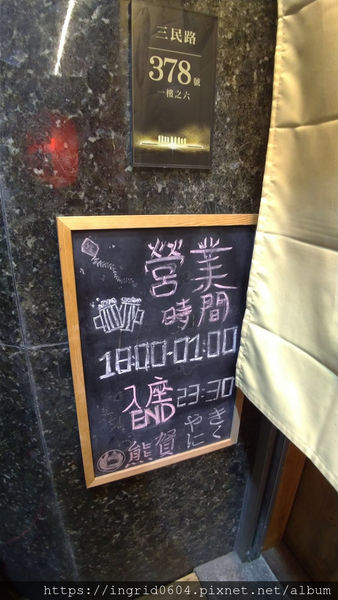 三民路
378號
一樓之六
營業
時間
18:00-01:00
入座 23:30
END
熊賀
きく
やに
https://ingrid0604.pixnet.net/album